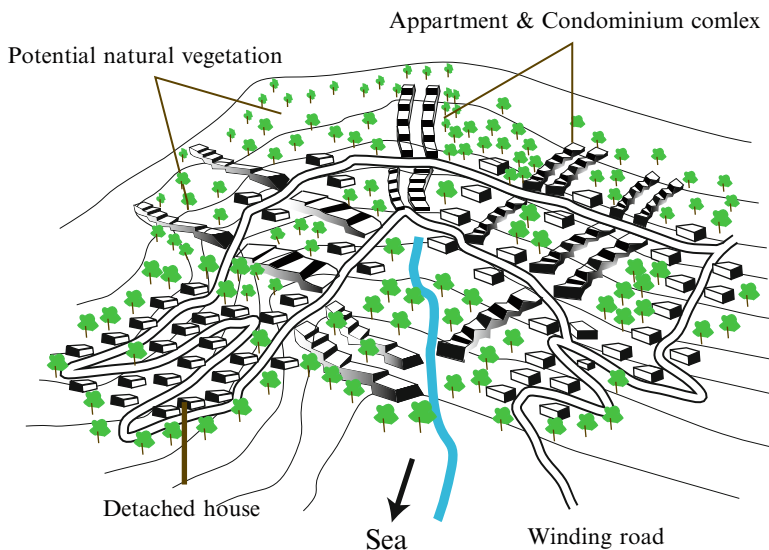 Appartment & Condominium comlex
Potential natural vegetation
Detached house
Sea
Winding road